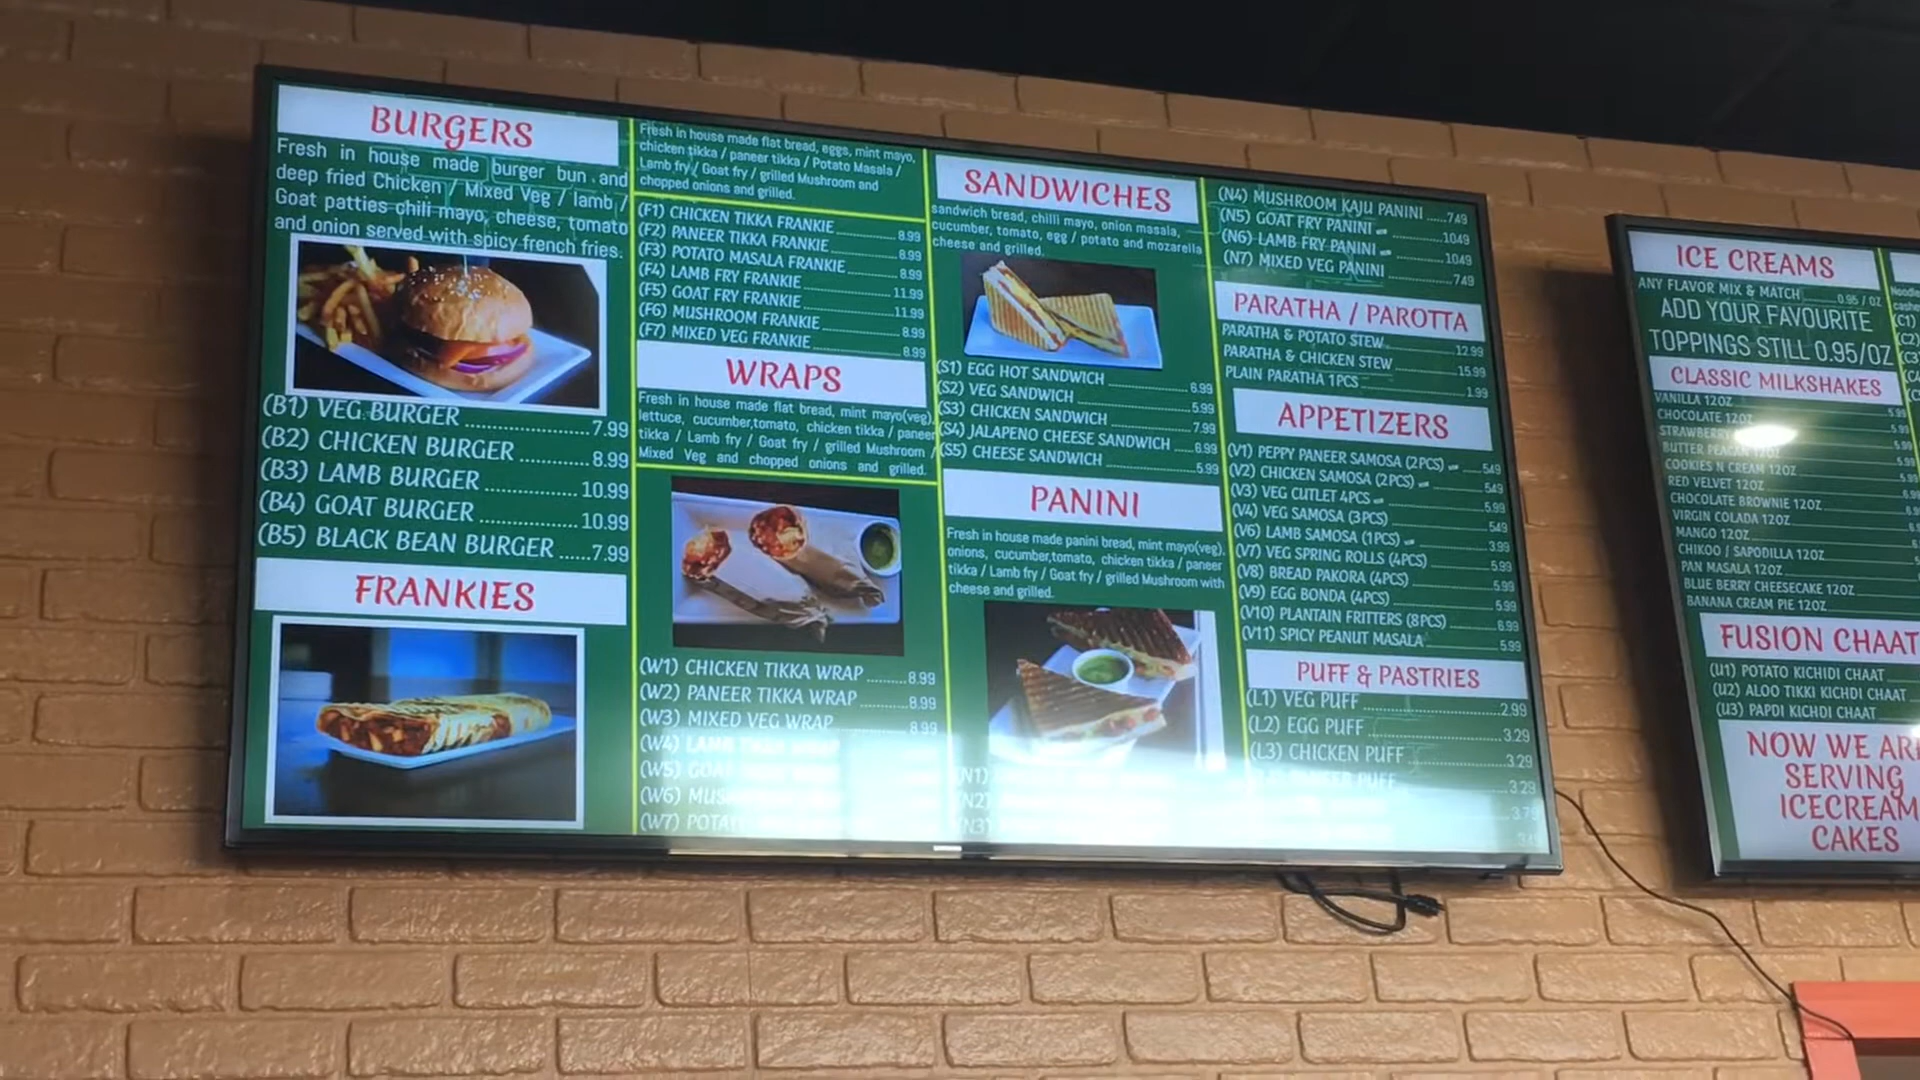 BURGERS
Fresh in house made burger bun and
deep fried Chicken / Mixed Veg / lamb /
Goat patties chili mayo, cheese, tomato
and onion served with spicy french fries.
(B1) VEG BURGER ..................7.99
(B2) CHICKEN BURGER .............. 8.99
(B3) LAMB BURGER .................. 10.99
(B4) GOAT BURGER .................. 10.99
(B5) BLACK BEAN BURGER ......7.99
FRANKIES
Fresh in house made flat bread, eggs, mint mayo,
chicken tikka / paneer tikka / Potato Masala /
Lamb fry / Goat fry / grilled Mushroom and
chopped onions and grilled.
(F1) CHICKEN TIKKA FRANKIE .......... 8.99
(F2) PANEER TIKKA FRANKIE .......... 8.99
(F3) POTATO MASALA FRANKIE .......... 8.99
(F4) LAMB FRY FRANKIE .......... 11.99
(F5) GOAT FRY FRANKIE .......... 11.99
(F6) MUSHROOM FRANKIE .......... 8.99
(F7) MIXED VEG FRANKIE .......... 8.99
WRAPS
Fresh in house made flat bread, mint mayo(veg),
lettuce, cucumber,tomato, chicken tikka / paneer
tikka / Lamb fry / Goat fry / grilled Mushroom /
Mixed Veg and chopped onions and grilled.
(W1) CHICKEN TIKKA WRAP ..........8.99
(W2) PANEER TIKKA WRAP ..........8.99
(W3) MIXED VEG WRAP .......... 8.99
(W4) LAMB
(W5) GOAT
(W6)
(W7)
SANDWICHES
sandwich bread, chilli mayo, onion masala,
cucumber, tomato, egg / potato and mozarella
cheese and grilled.
(S1) EGG HOT SANDWICH .......... 6.99
(S2) VEG SANDWICH .......... 5.99
(S3) CHICKEN SANDWICH .......... 7.99
(S4) JALAPENO CHEESE SANDWICH ...... 6.99
(S5) CHEESE SANDWICH .......... 5.99
PANINI
Fresh in house made panini bread, mint mayo(veg),
onions, cucumber,tomato, chicken tikka / paneer
tikka / Lamb fry / Goat fry / grilled Mushroom with
cheese and grilled.
(N1)
(N2)
(N3)
(N4) MUSHROOM KAJU PANINI ......7.49
(N5) GOAT FRY PANINI ..........10.49
(N6) LAMB FRY PANINI ..........10.49
(N7) MIXED VEG PANINI ..........7.49
PARATHA / PAROTTA
PARATHA & POTATO STEW .......... 12.99
PARATHA & CHICKEN STEW .......... 15.99
PLAIN PARATHA 1PCS .......... 1.99
APPETIZERS
(V1) PEPPY PANEER SAMOSA (2PCS) ..... 5.49
(V2) CHICKEN SAMOSA (2PCS) .......... 5.49
(V3) VEG CUTLET 4PCS .......... 5.99
(V4) VEG SAMOSA (3PCS) .......... 5.49
(V6) LAMB SAMOSA (1PCS) .......... 3.99
(V7) VEG SPRING ROLLS (4PCS) .......... 5.99
(V8) BREAD PAKORA (4PCS) .......... 5.99
(V9) EGG BONDA (4PCS) .......... 5.99
(V10) PLANTAIN FRITTERS (8PCS) .......... 6.99
(V11) SPICY PEANUT MASALA .......... 5.99
PUFF & PASTRIES
(L1) VEG PUFF ..........2.99
(L2) EGG PUFF ..........3.29
(L3) CHICKEN PUFF ..........3.29
PUFF ..........3.29
3.79
ICE CREAMS
ANY FLAVOR MIX & MATCH ..........0.95 / OZ
ADD YOUR FAVOURITE
TOPPINGS STILL 0.95/OZ
CLASSIC MILKSHAKES
VANILLA 12OZ 5.99
CHOCOLATE 12OZ 5.99
STRAWBERRY 5.99
BUTTER PEACAN 12OZ 5.99
COOKIES N CREAM 12OZ 5.99
RED VELVET 12OZ
CHOCOLATE BROWNIE 12OZ
VIRGIN COLADA 12OZ
MANGO 12OZ
CHIKOO / SAPODILLA 12OZ
PAN MASALA 12OZ
BLUE BERRY CHEESECAKE 12OZ
BANANA CREAM PIE 12OZ
FUSION CHAAT
(U1) POTATO KICHIDI CHAAT
(U2) ALOO TIKKI KICHDI CHAAT
(U3) PAPDI KICHDI CHAAT
NOW WE AR
SERVING
ICECREAM
CAKES